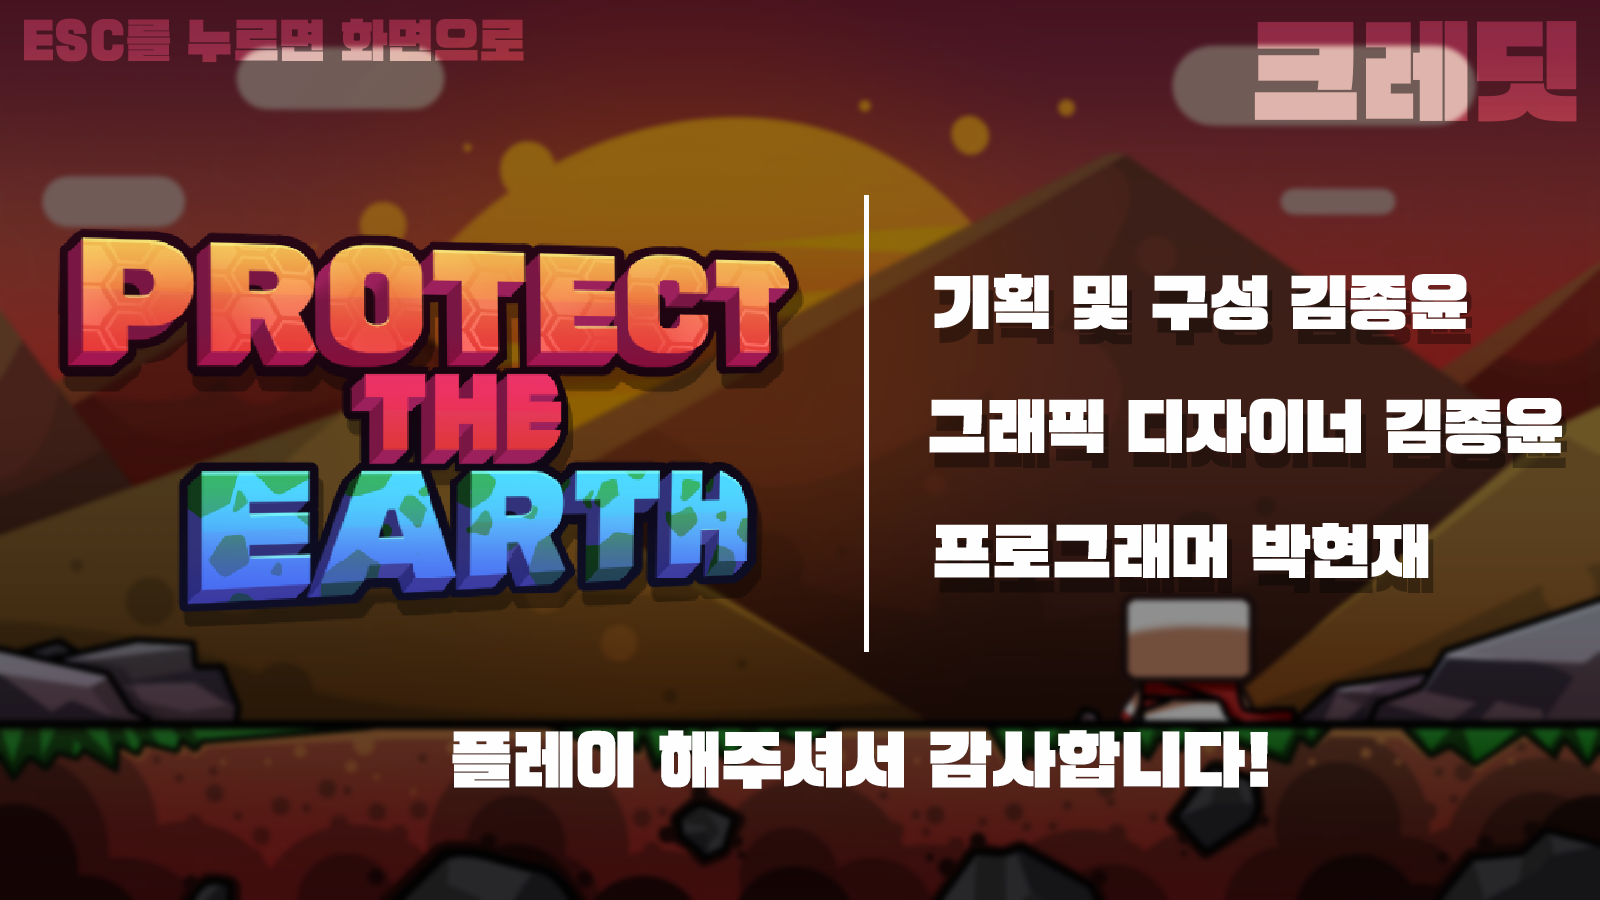 ESC를 누르면 화면으로
크레딧
PROTECT
THE
EARTH
기획 및 구성 김종윤
그래픽 디자이너 김종윤
프로그래머 박현재
플레이 해주셔서 감사합니다!